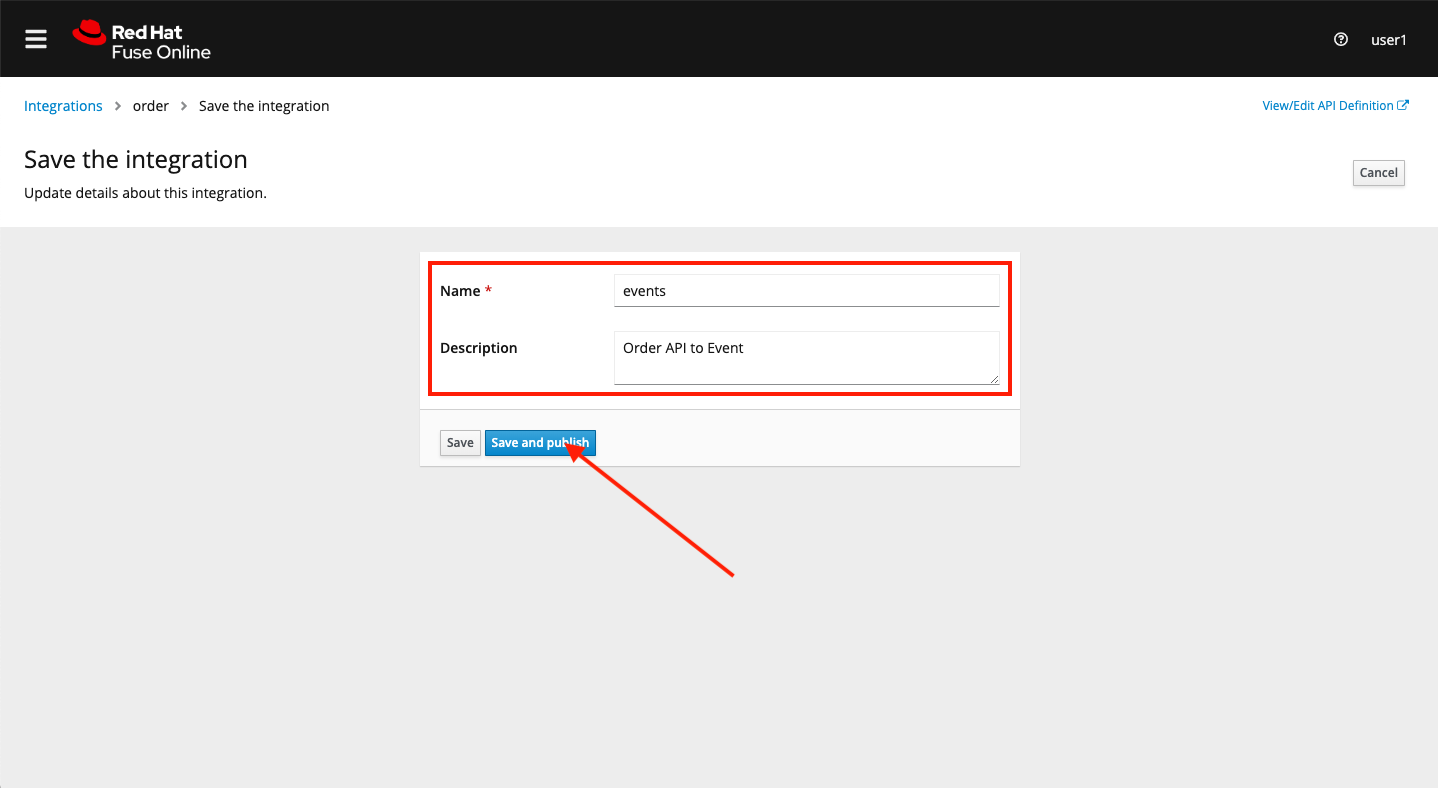 Red Hat
Fuse Online
user1
Integrations > order > Save the integration
View/Edit API Definition
Save the integration
Cancel
Update details about this integration.
Name * events
Description Order API to Event
Save Save and publish